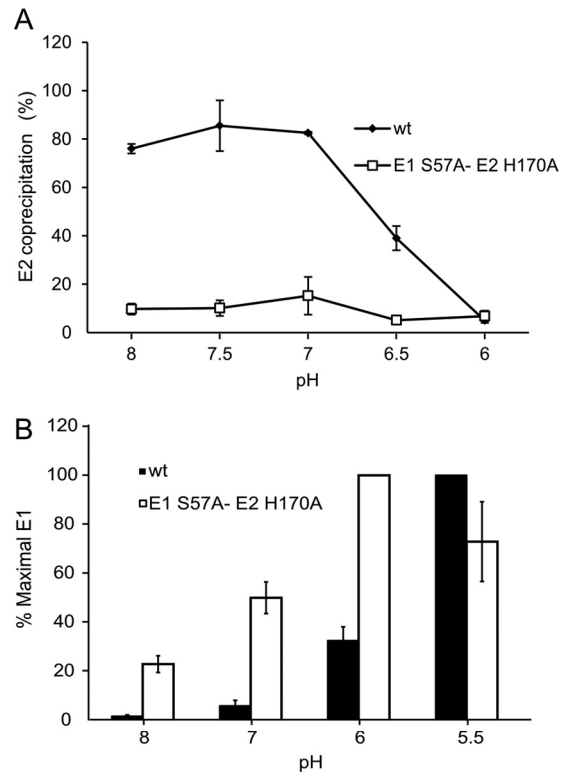 A
E2 coprecipitation (%)
120
100
80
60
40
20
0
wt
E1 S57A- E2 H170A
8 7.5 7 6.5 6
pH
B
% Maximal E1
120
100
80
60
40
20
0
wt
E1 S57A- E2 H170A
8 7 6 5.5
pH